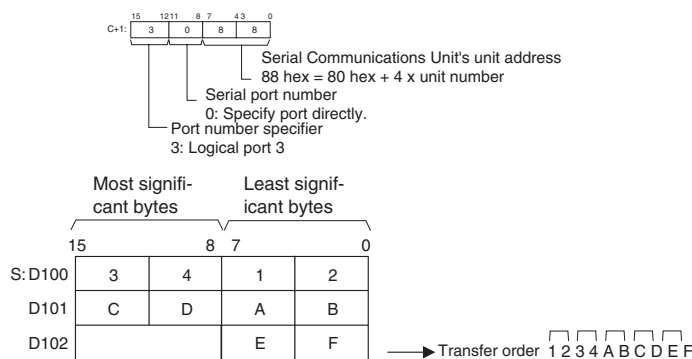 15 12 11 8 7 4 3 0
C+1: 3 0 8 8
Serial Communications Unit's unit address
88 hex = 80 hex + 4 x unit number
Serial port number
0: Specify port directly.
Port number specifier
3: Logical port 3
Most signifi-
cant bytes
Least signif-
icant bytes
15 8 7 0
S: D100 3 4 1 2
D101 C D A B
D102 E F
Transfer order 1 2 3 4 A B C D E F